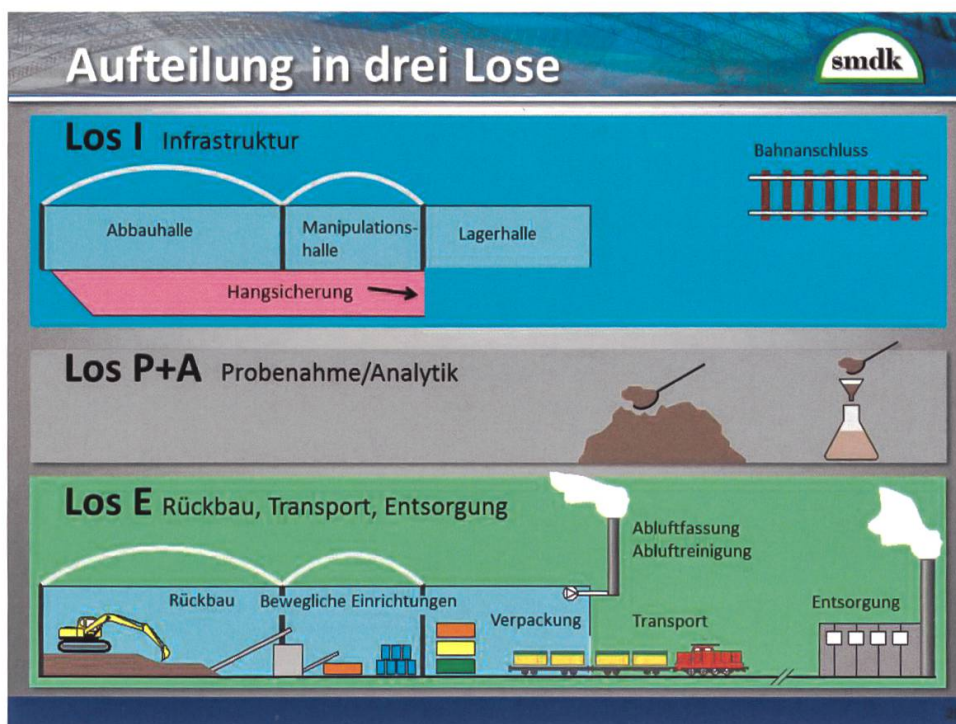 Aufteilung in drei Lose
smdk
Los I Infrastruktur
Bahnanschluss
Abbauhalle
Manipulations-
halle
Lagerhalle
Hangsicherung
Los P+A Probenahme/Analytik
Los E Rückbau, Transport, Entsorgung
Abluftfassung
Abluftreinigung
Rückbau
Bewegliche Einrichtungen
Verpackung
Transport
Entsorgung